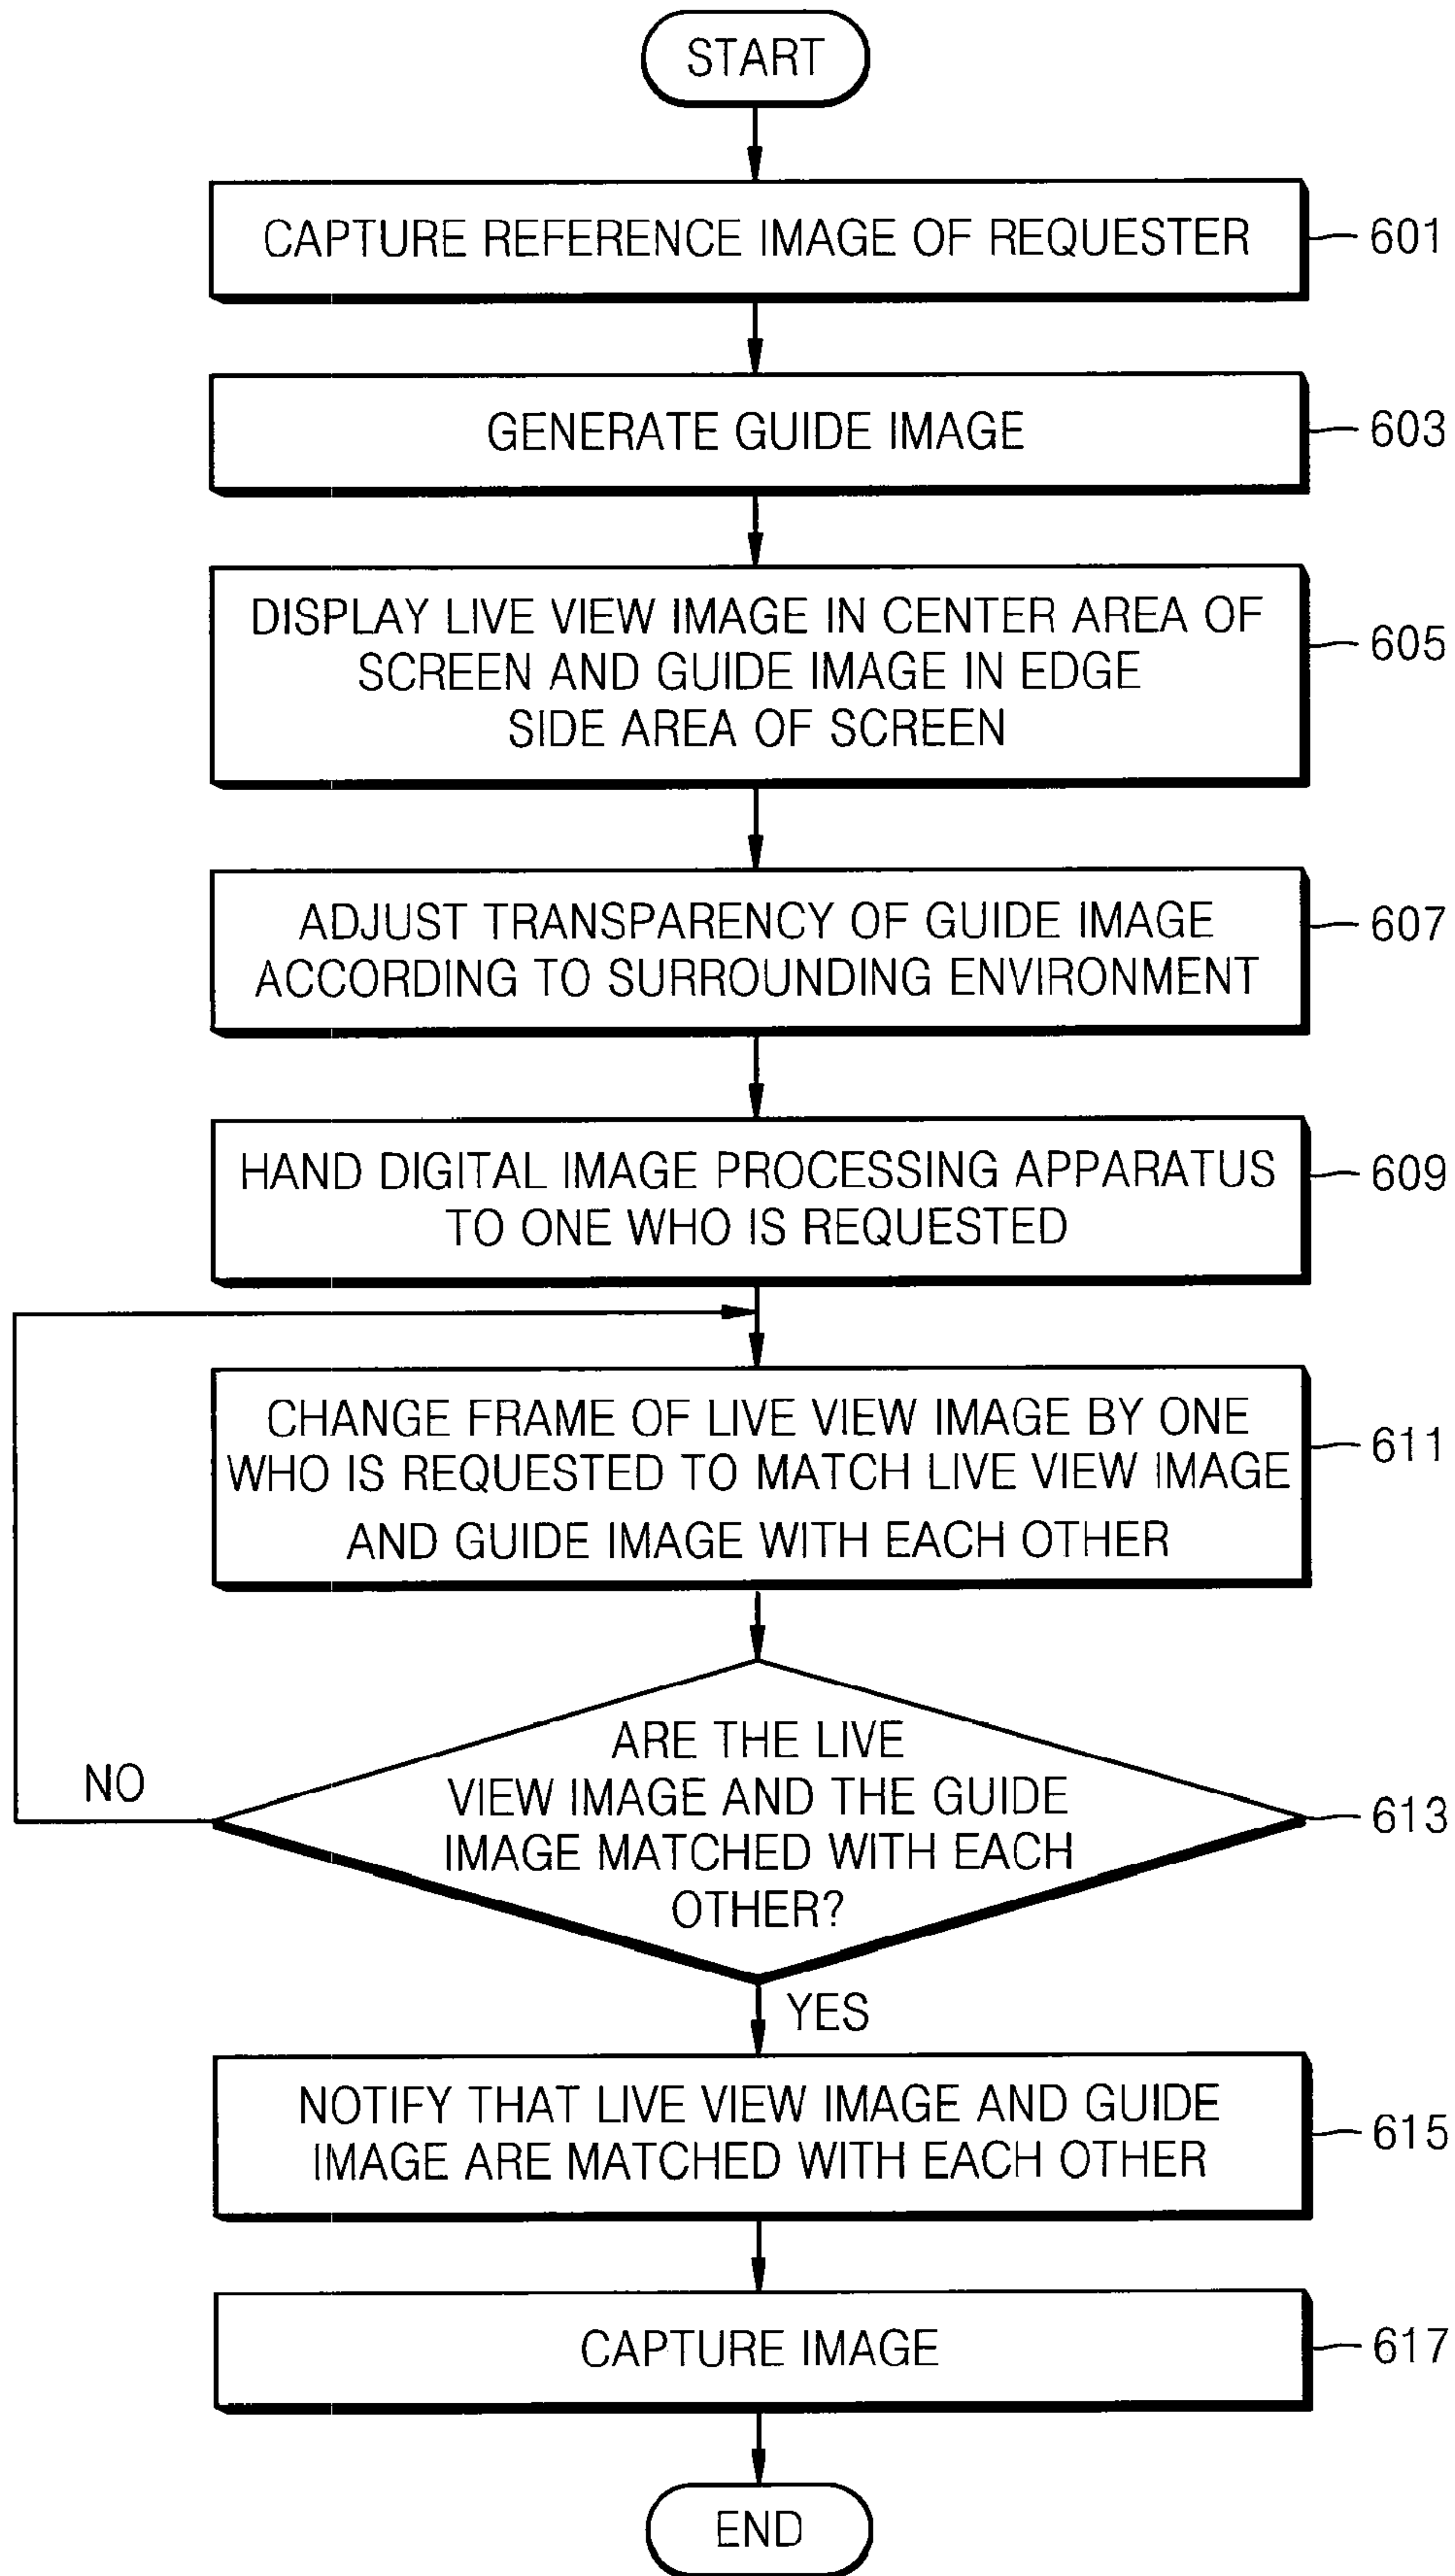 START
CAPTURE REFERENCE IMAGE OF REQUESTER
601
GENERATE GUIDE IMAGE
603
DISPLAY LIVE VIEW IMAGE IN CENTER AREA OF
SCREEN AND GUIDE IMAGE IN EDGE
SIDE AREA OF SCREEN
605
ADJUST TRANSPARENCY OF GUIDE IMAGE
ACCORDING TO SURROUNDING ENVIRONMENT
607
HAND DIGITAL IMAGE PROCESSING APPARATUS
TO ONE WHO IS REQUESTED
609
CHANGE FRAME OF LIVE VIEW IMAGE BY ONE
WHO IS REQUESTED TO MATCH LIVE VIEW IMAGE
AND GUIDE IMAGE WITH EACH OTHER
611
ARE THE LIVE
VIEW IMAGE AND THE GUIDE
IMAGE MATCHED WITH EACH
OTHER?
613
NO
YES
NOTIFY THAT LIVE VIEW IMAGE AND GUIDE
IMAGE ARE MATCHED WITH EACH OTHER
615
CAPTURE IMAGE
617
END